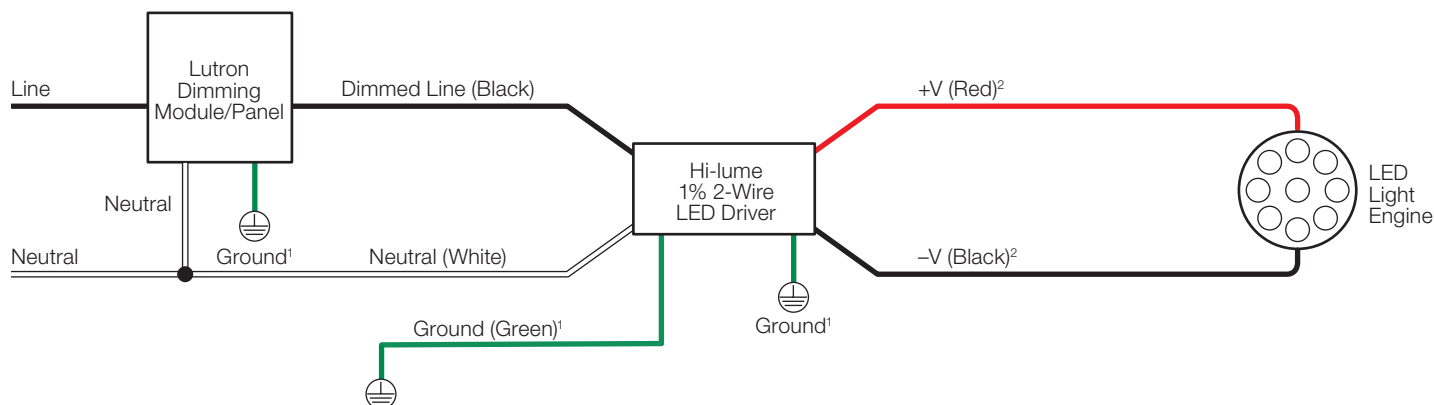 Line
Lutron
Dimming
Module/Panel
Dimmed Line (Black)
+V (Red)²
Hi-lume
1% 2-Wire
LED Driver
LED
Light
Engine
Neutral
Neutral
Ground¹
Neutral (White)
–V (Black)²
Ground (Green)¹
Ground¹